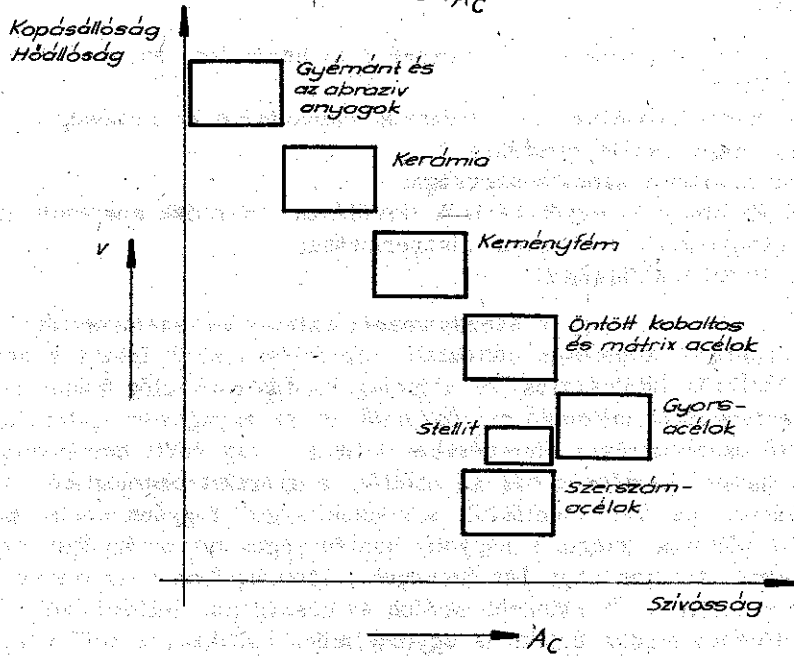 A_C
Kopásállóság
Hőállóság
Gyémánt és
az abrazív
anyagok
Kerámia
Keményfém
v
Öntött kobaltos
és mátrix acélok
Gyors-
acélok
Stellit
Szerszám-
acélok
Szívósság
A_C